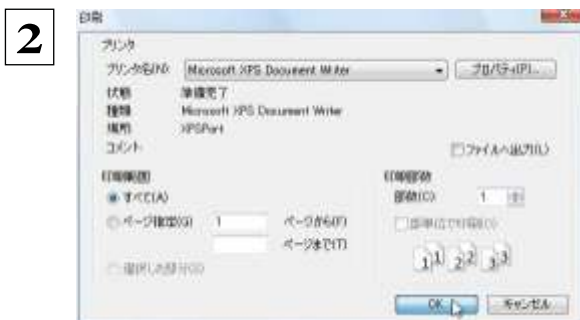 2
印刷
プリンタ
プリンタ名(N): Microsoft XPS Document Writer プロパティ(P)...
状態 準備完了
種類 Microsoft XPS Document Writer
場所 XPSPort
コメント ファイルへ出力(L)
印刷範囲 印刷部数
すべて(A) 部数(C) 1
ページ指定(G) 1 ページから(F)
ページまで(T) 部単位で印刷(O)
選択した部分(S)
1 1 2 2 3 3
OK キャンセル